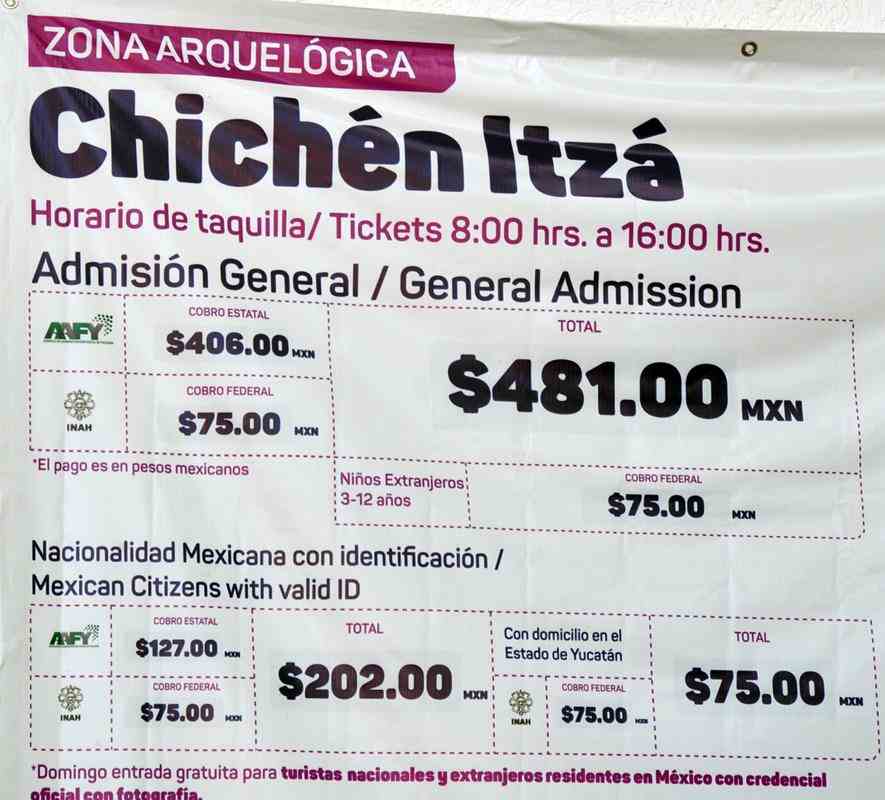 ZONA ARQUELÓGICA
Chichén Itzá
Horario de taquilla/ Tickets 8:00 hrs. a 16:00 hrs.
Admisión General / General Admission
AAFY
COBRO ESTATAL
$406.00 MXN
INAH
COBRO FEDERAL
$75.00 MXN
TOTAL
$481.00 MXN
*El pago es en pesos mexicanos
Niños Extranjeros
3-12 años
COBRO FEDERAL
$75.00 MXN
Nacionalidad Mexicana con identificación /
Mexican Citizens with valid ID
AAFY
COBRO ESTATAL
$127.00 MXN
INAH
COBRO FEDERAL
$75.00 MXN
TOTAL
$202.00 MXN
Con domicilio en el
Estado de Yucatán
INAH
COBRO FEDERAL
$75.00 MXN
TOTAL
$75.00 MXN
*Domingo entrada gratuita para turistas nacionales y extranjeros residentes en México con credencial
oficial con fotografía.